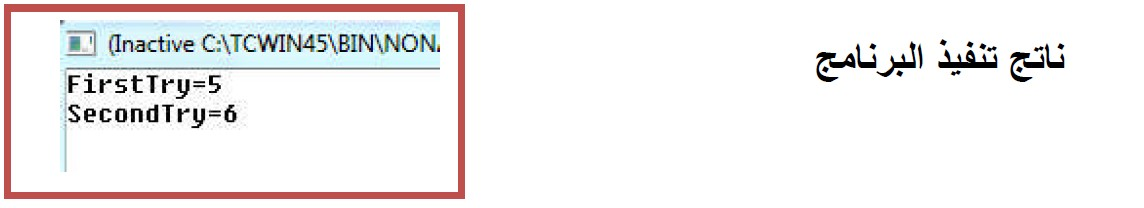 (Inactive C:\TCWIN45\BIN\NON
FirstTry=5
SecondTry=6
ناتج تنفيذ البرنامج